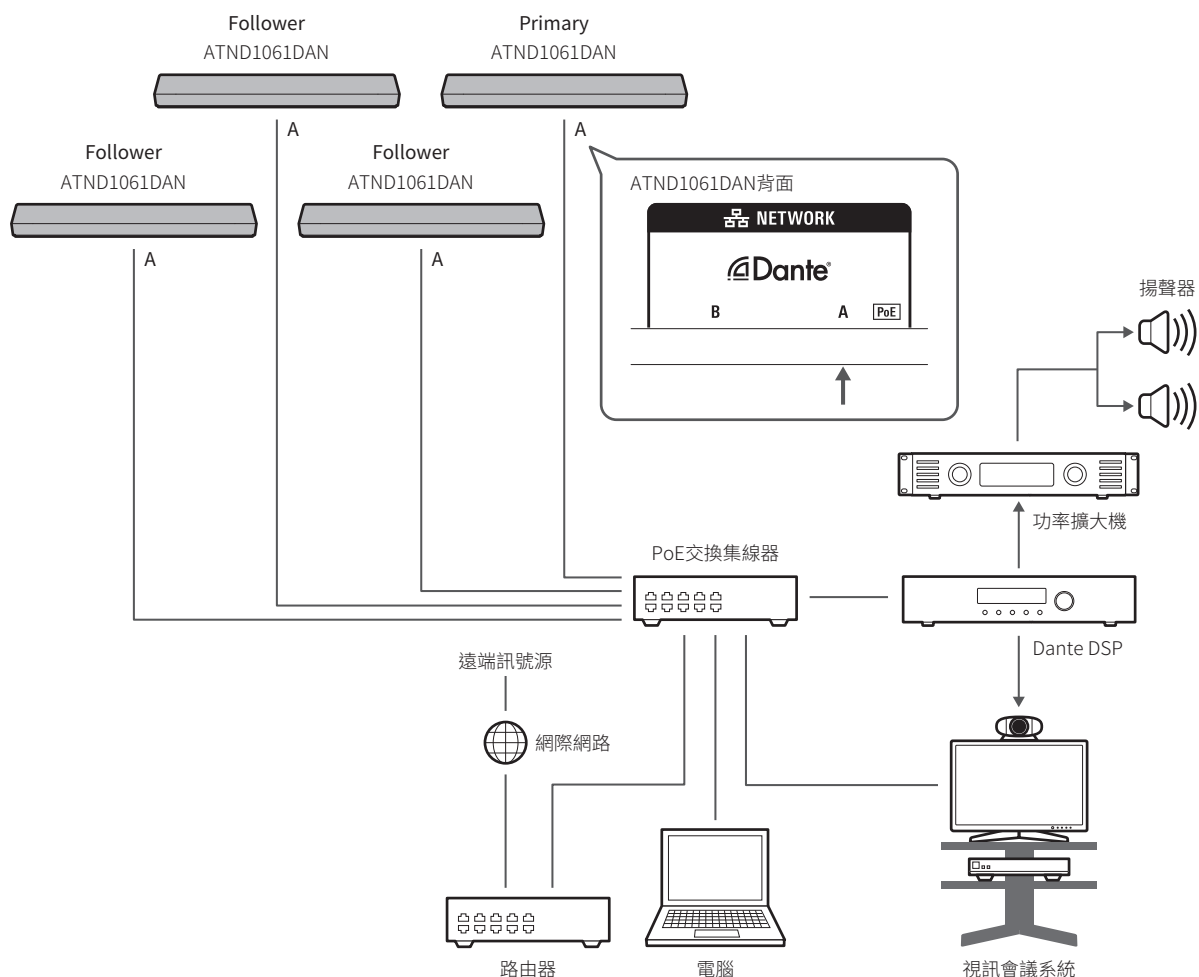 Follower
ATND1061DAN
Primary
ATND1061DAN
A
A
Follower
ATND1061DAN
Follower
ATND1061DAN
A
A
ATND1061DAN背面
NETWORK
Dante®
B
A
PoE
揚聲器
功率擴大機
PoE交換集線器
Dante DSP
遠端訊號源
網際網路
路由器
電腦
視訊會議系統